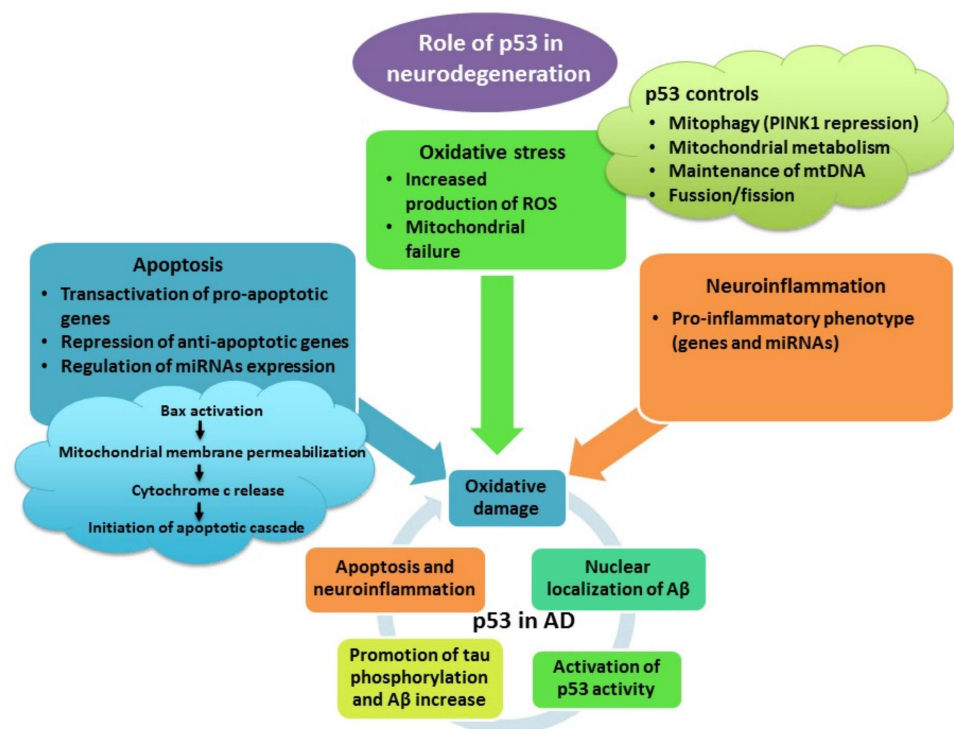 Role of p53 in
neurodegeneration
p53 controls
• Mitophagy (PINK1 repression)
• Mitochondrial metabolism
• Maintenance of mtDNA
• Fussion/fission
Oxidative stress
• Increased
production of ROS
• Mitochondrial
failure
Apoptosis
• Transactivation of pro-apoptotic
genes
• Repression of anti-apoptotic genes
• Regulation of miRNAs expression
Neuroinflammation
• Pro-inflammatory phenotype
(genes and miRNAs)
Bax activation
Mitochondrial membrane permeabilization
Cytochrome c release
Initiation of apoptotic cascade
Oxidative
damage
Apoptosis and
neuroinflammation
Nuclear
localization of Aβ
p53 in AD
Promotion of tau
phosphorylation
and Aβ increase
Activation of
p53 activity